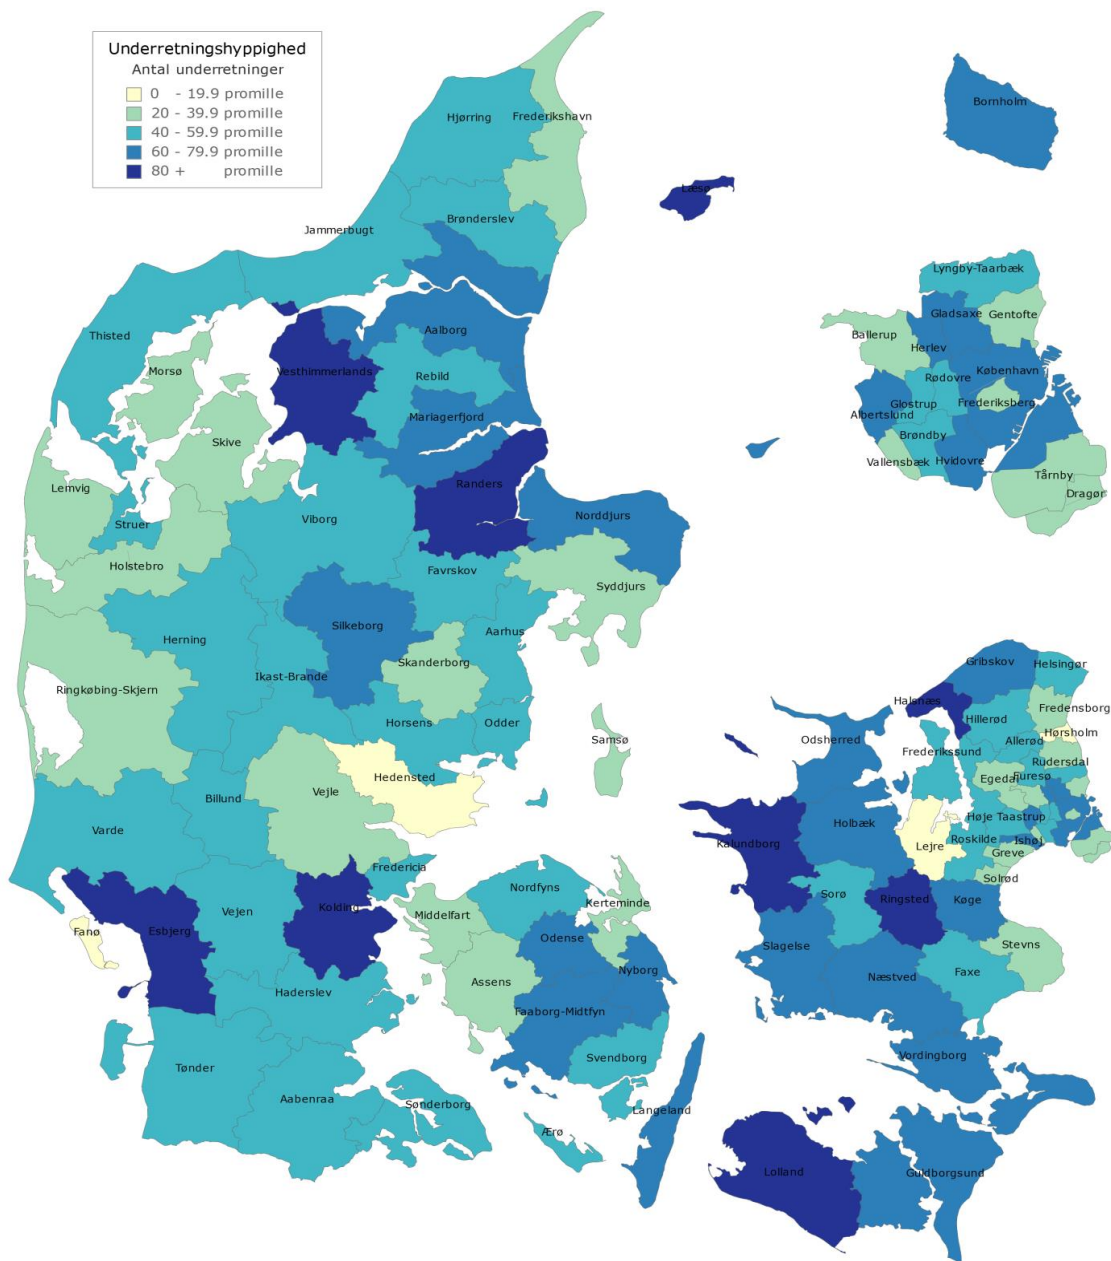 Underretningshyppighed
Antal underretninger
0 - 19.9 promille
20 - 39.9 promille
40 - 59.9 promille
60 - 79.9 promille
80 + promille
Hjørring
Frederikshavn
Bornholm
Læsø
Brønderslev
Jammerbugt
Thisted
Aalborg
Morsø
Vesthimmerlands
Rebild
Mariagerfjord
Skive
Lemvig
Randers
Struer
Viborg
Norddjurs
Holstebro
Favrskov
Syddjurs
Silkeborg
Herning
Aarhus
Skanderborg
Ikast-Brande
Ringkøbing-Skjern
Horsens
Odder
Samsø
Hedensted
Billund
Vejle
Varde
Fredericia
Vejen
Kolding
Esbjerg
Fanø
Nordfyns
Middelfart
Kerteminde
Odense
Nyborg
Assens
Haderslev
Faaborg-Midtfyn
Svendborg
Tønder
Aabenraa
Sønderborg
Langeland
Ærø
Lyngby-Taarbæk
Gladsaxe
Gentofte
Ballerup
Herlev
København
Rødovre
Glostrup
Frederiksberg
Albertslund
Brøndby
Vallensbæk
Hvidovre
Tårnby
Dragør
Gribskov
Helsingør
Halsnæs
Fredensborg
Hillerød
Hørsholm
Odsherred
Frederikssund
Allerød
Rudersdal
Egedal
Furesø
Holbæk
Høje Taastrup
Kalundborg
Lejre
Roskilde
Ishøj
Greve
Solrød
Sorø
Ringsted
Køge
Slagelse
Stevns
Næstved
Faxe
Vordingborg
Lolland
Guldborgsund